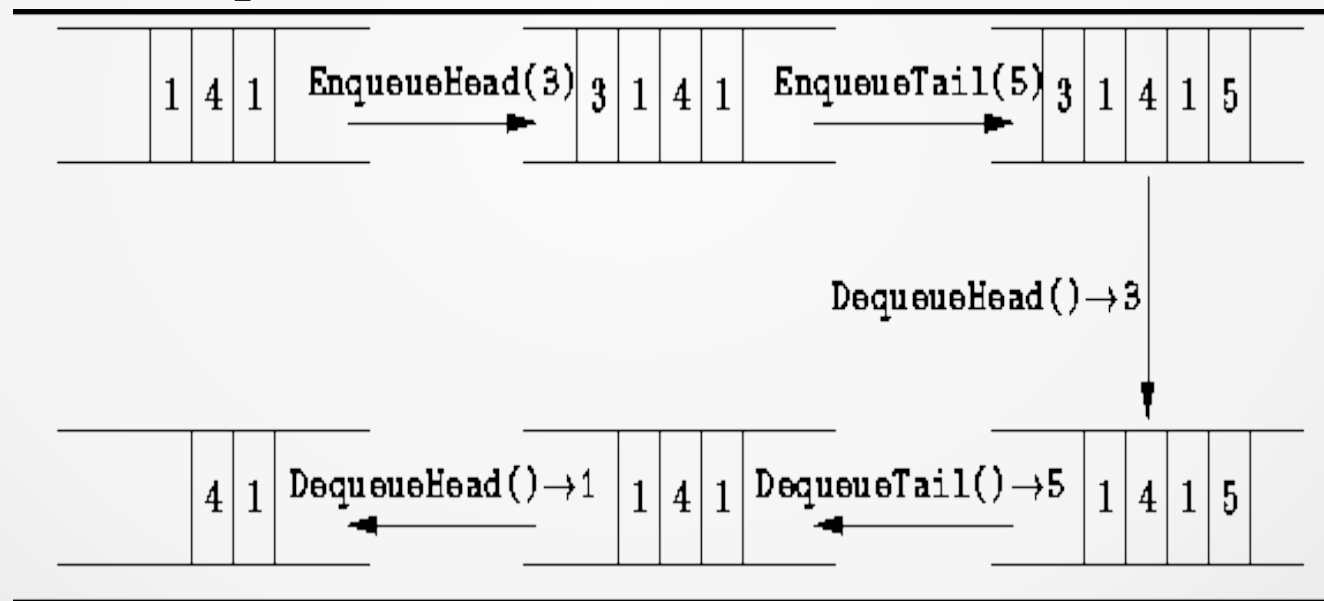 1 4 1 EnqueueHead(3) 3 1 4 1 EnqueueTail(5) 3 1 4 1 5
DequeueHead()→3
4 1 DequeueHead()→1 1 4 1 DequeueTail()→5 1 4 1 5